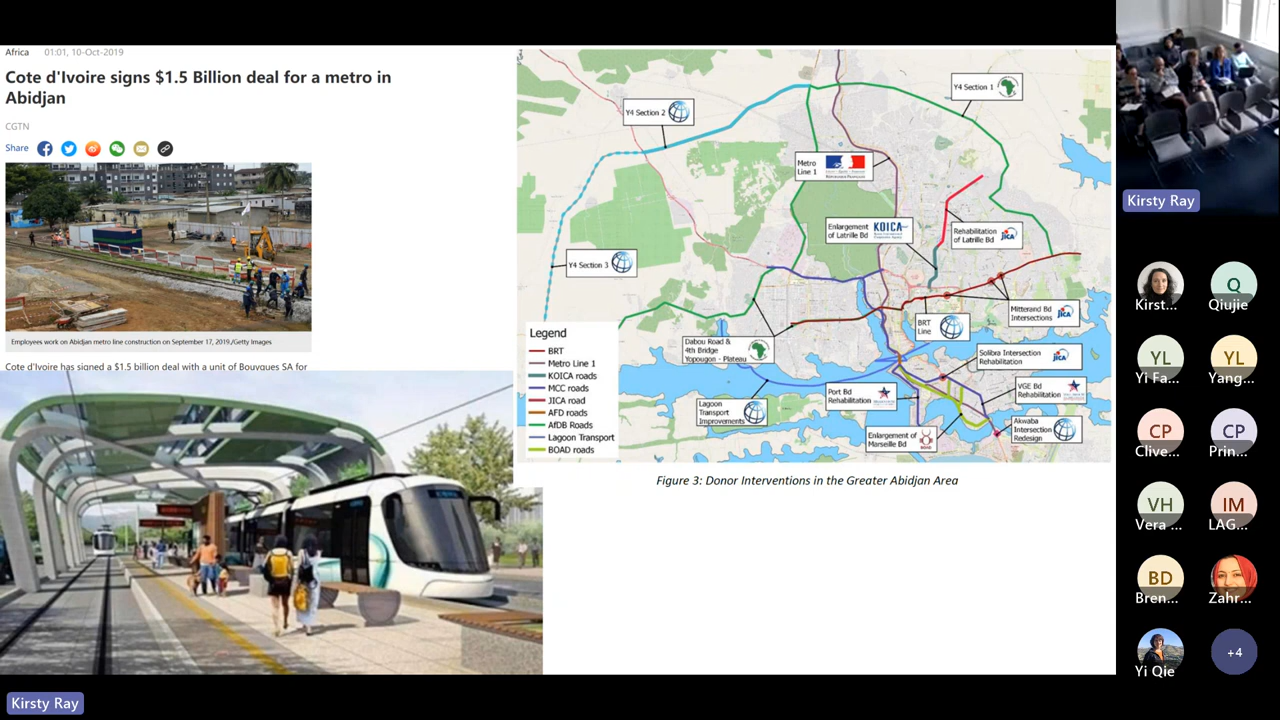 Africa 01:01, 10-Oct-2019
Cote d'Ivoire signs $1.5 Billion deal for a metro in
Abidjan
CGTN
Share
Employees work on Abidjan metro line construction on September 17, 2019./Getty Images
Cote d'Ivoire has signed a $1.5 billion deal with a unit of Bouygues SA for
Y4 Section 2
Y4 Section 1
Metro
Line 1
Enlargement
of Latrille Bd
KOICA
Rehabilitation
of Latrille Bd
JICA
Y4 Section 3
Mitterand Bd
Intersections
JICA
BRT
Line
Dabou Road &
4th Bridge
Yopougon - Plateau
Solibra Intersection
Rehabilitation
JICA
Port Bd
Rehabilitation
VGE Bd
Rehabilitation
Lagoon
Transport
Improvements
Enlargement of
Marseille Bd
Akwaba
Intersection
Redesign
Legend
BRT
Metro Line 1
KOICA roads
MCC roads
JICA road
AFD roads
AfDB Roads
Lagoon Transport
BOAD roads
Figure 3: Donor Interventions in the Greater Abidjan Area
Kirsty Ray
Kirsty Ray
Kirst...
Q
Qiujie
YL
Yi Fa...
YL
Yang...
CP
Clive...
CP
Prin...
VH
Vera ...
IM
LAG...
BD
Bren...
Zahr...
Yi Qie
+4